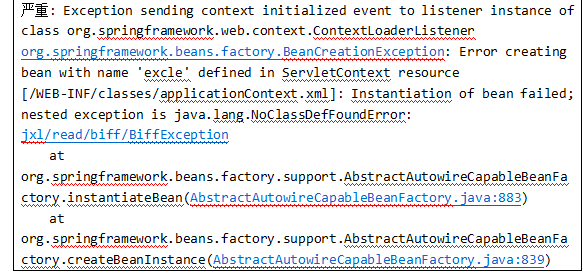 严重: Exception sending context initialized event to listener instance of
class org.springframework.web.context.ContextLoaderListener
org.springframework.beans.factory.BeanCreationException: Error creating
bean with name 'excle' defined in ServletContext resource
[/WEB-INF/classes/applicationContext.xml]: Instantiation of bean failed;
nested exception is java.lang.NoClassDefFoundError:
jxl/read/biff/BiffException
at
org.springframework.beans.factory.support.AbstractAutowireCapableBeanFa
ctory.instantiateBean(AbstractAutowireCapableBeanFactory.java:883)
at
org.springframework.beans.factory.support.AbstractAutowireCapableBeanFa
ctory.createBeanInstance(AbstractAutowireCapableBeanFactory.java:839)